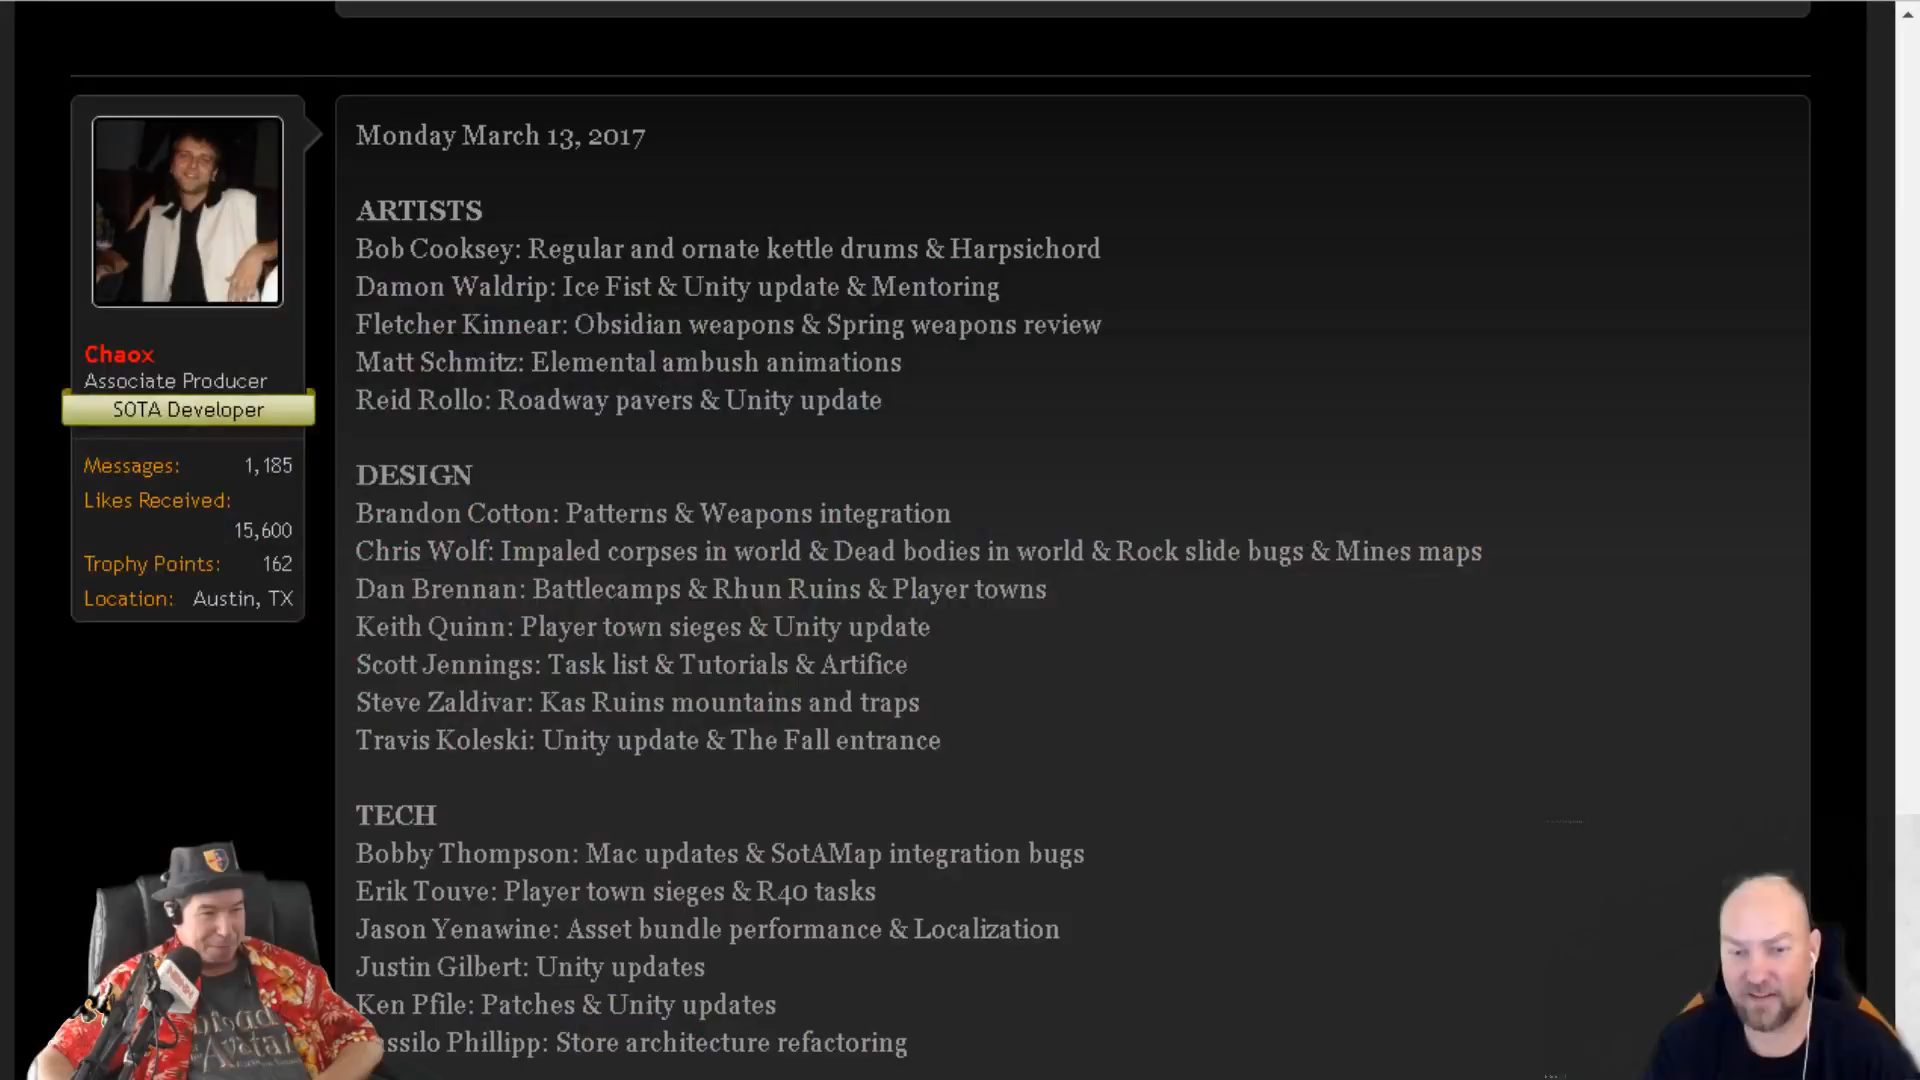 Monday March 13, 2017
ARTISTS
Bob Cooksey: Regular and ornate kettle drums & Harpsichord
Damon Waldrip: Ice Fist & Unity update & Mentoring
Fletcher Kinnear: Obsidian weapons & Spring weapons review
Matt Schmitz: Elemental ambush animations
Reid Rollo: Roadway pavers & Unity update
Chaox
Associate Producer
SOTA Developer
Messages: 1,185
Likes Received:
15,600
Trophy Points: 162
Location: Austin, TX
DESIGN
Brandon Cotton: Patterns & Weapons integration
Chris Wolf: Impaled corpses in world & Dead bodies in world & Rock slide bugs & Mines maps
Dan Brennan: Battlecamps & Rhun Ruins & Player towns
Keith Quinn: Player town sieges & Unity update
Scott Jennings: Task list & Tutorials & Artifice
Steve Zaldivar: Kas Ruins mountains and traps
Travis Koleski: Unity update & The Fall entrance
TECH
Bobby Thompson: Mac updates & SotAMap integration bugs
Erik Touve: Player town sieges & R40 tasks
Jason Yenawine: Asset bundle performance & Localization
Justin Gilbert: Unity updates
Ken Pfile: Patches & Unity updates
assilo Phillipp: Store architecture refactoring
Avatar